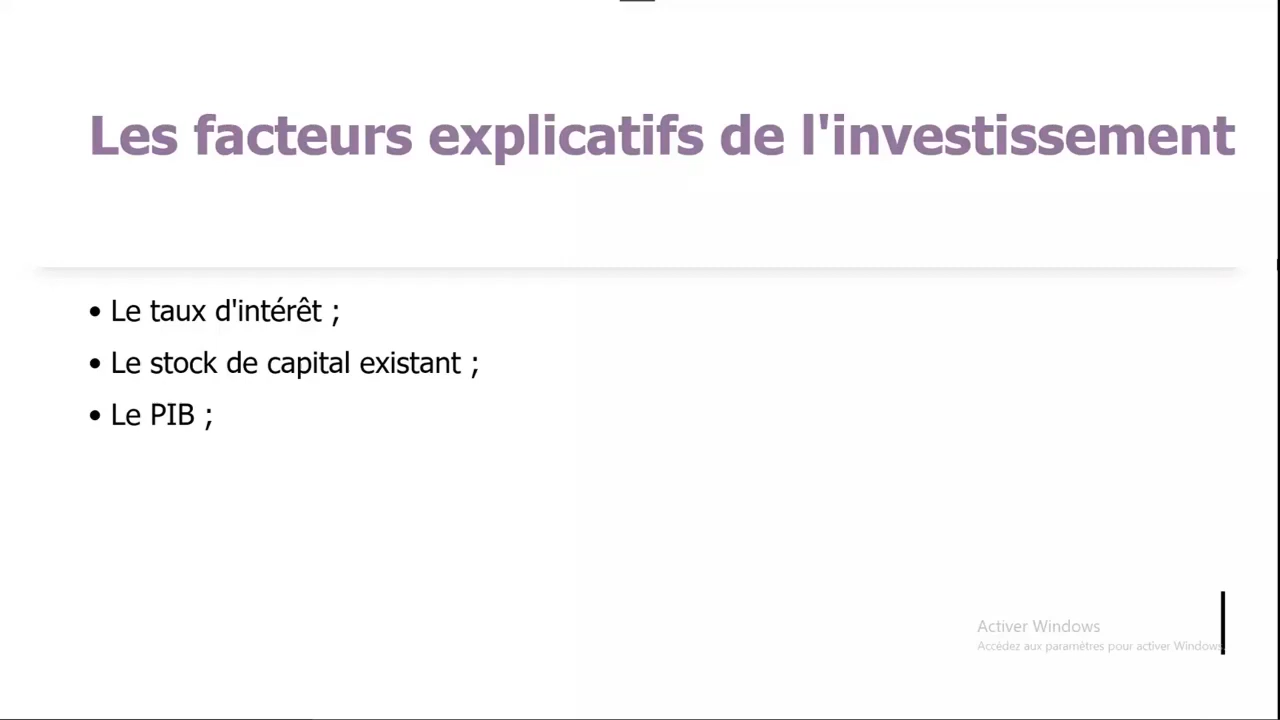 Les facteurs explicatifs de l'investissement
• Le taux d'intérêt ;
• Le stock de capital existant ;
• Le PIB ;
Activer Windows
Accédez aux paramètres pour activer Windows.